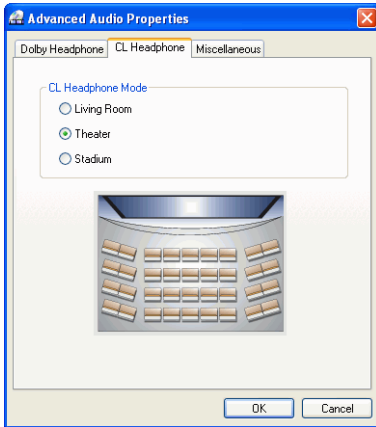 Advanced Audio Properties
Dolby Headphone CL Headphone Miscellaneous
CL Headphone Mode
Living Room
Theater
Stadium
OK Cancel